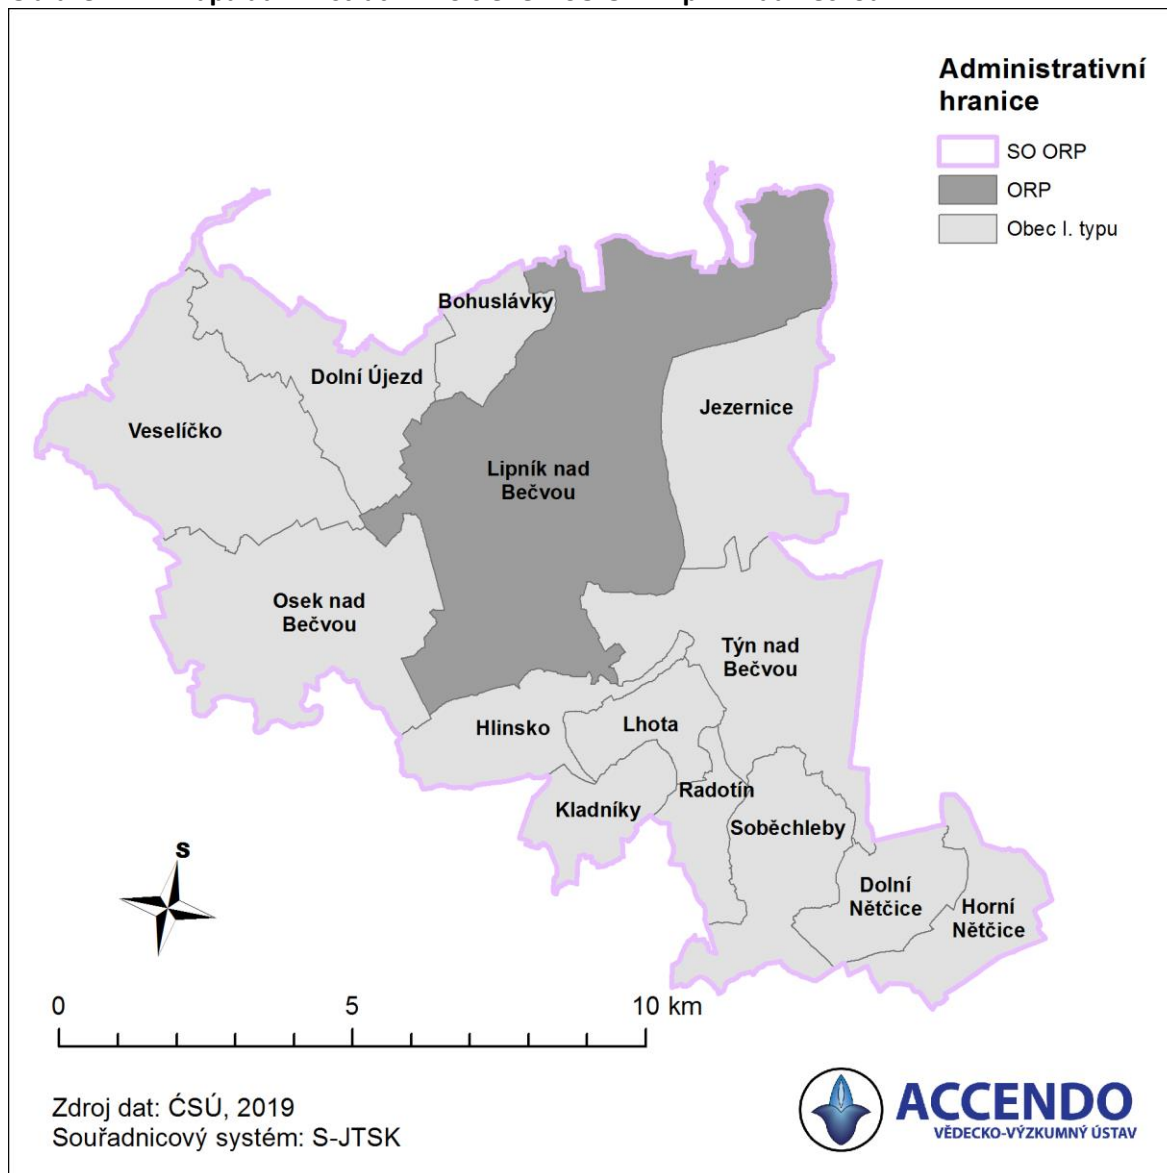 Administrativní
hranice
SO ORP
ORP
Obec I. typu
Bohuslávky
Dolní Újezd
Jezernice
Veselíčko
Lipník nad
Bečvou
Osek nad
Bečvou
Týn nad
Bečvou
Hlinsko
Lhota
Radotín
Kladníky
Soběchleby
Dolní
Nětčice
Horní
Nětčice
S
0 5 10 km
Zdroj dat: ĆSÚ, 2019
Souřadnicový systém: S-JTSK
ACCENDO
VĚDECKO-VÝZKUMNÝ ÚSTAV